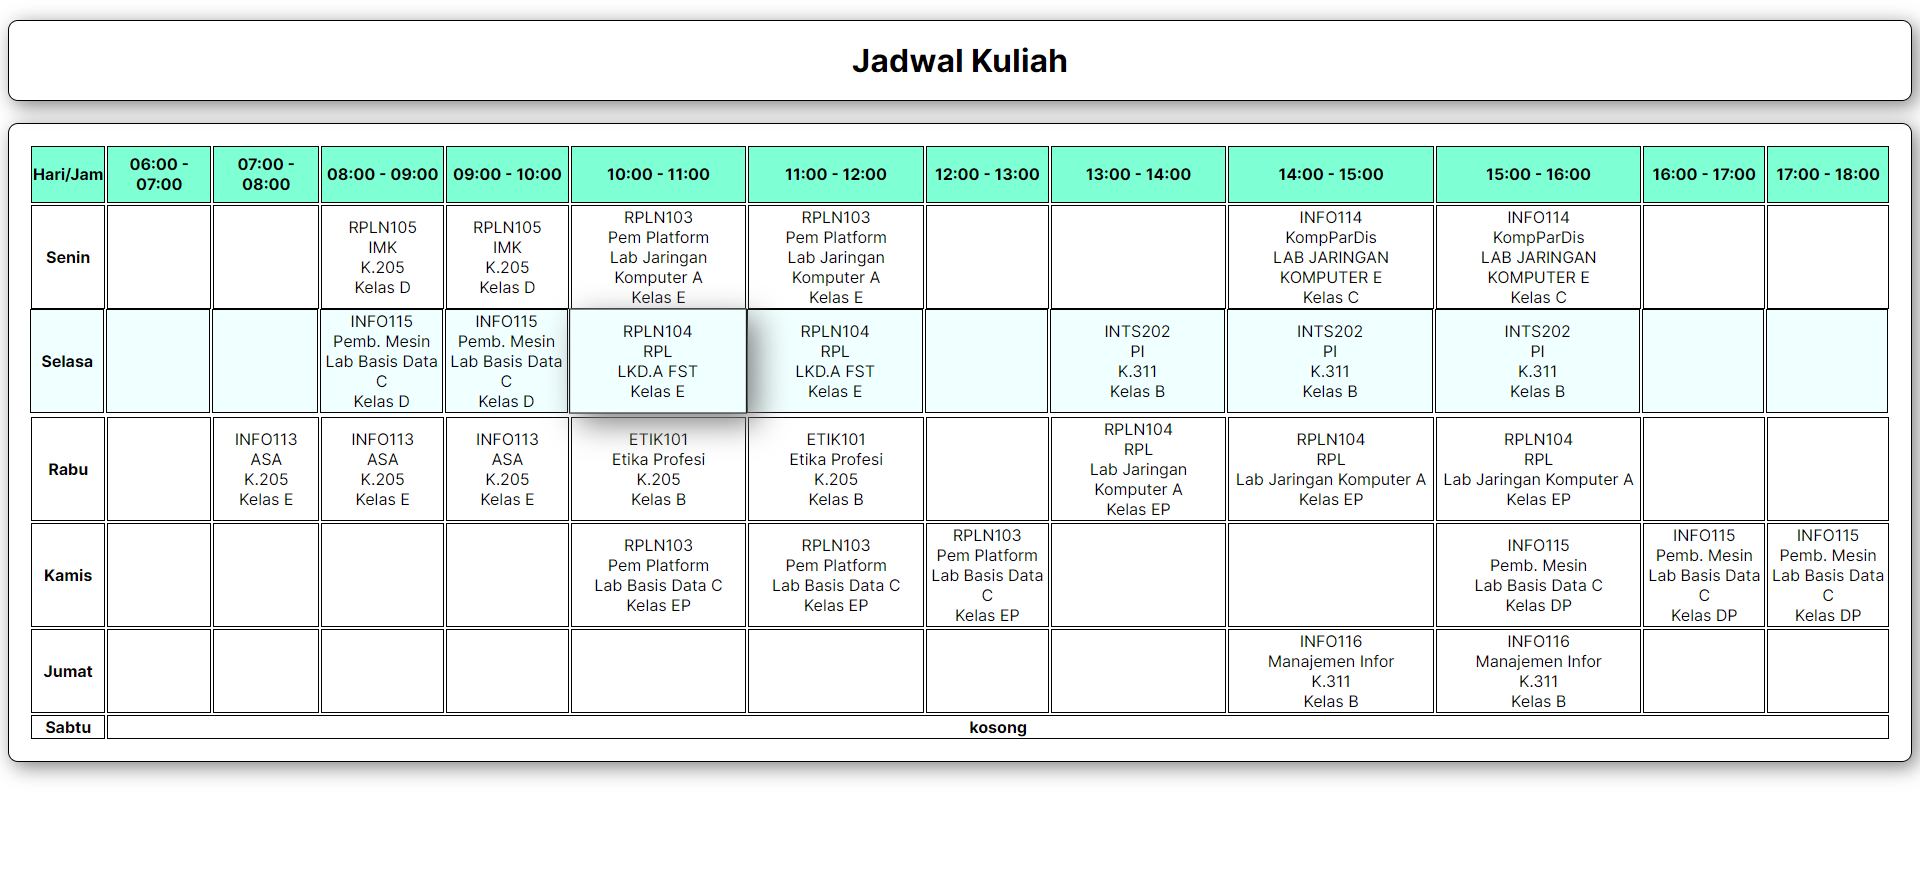 Jadwal Kuliah
Hari/Jam
06:00 -
07:00
07:00 -
08:00
08:00 - 09:00
09:00 - 10:00
10:00 - 11:00
11:00 - 12:00
12:00 - 13:00
13:00 - 14:00
14:00 - 15:00
15:00 - 16:00
16:00 - 17:00
17:00 - 18:00
Senin
RPLN105
IMK
K.205
Kelas D
RPLN105
IMK
K.205
Kelas D
RPLN103
Pem Platform
Lab Jaringan
Komputer A
Kelas E
RPLN103
Pem Platform
Lab Jaringan
Komputer A
Kelas E
INFO114
KompParDis
LAB JARINGAN
KOMPUTER E
Kelas C
INFO114
KompParDis
LAB JARINGAN
KOMPUTER E
Kelas C
Selasa
INFO115
Pemb. Mesin
Lab Basis Data
C
Kelas D
INFO115
Pemb. Mesin
Lab Basis Data
C
Kelas D
RPLN104
RPL
LKD.A FST
Kelas E
RPLN104
RPL
LKD.A FST
Kelas E
INTS202
PI
K.311
Kelas B
INTS202
PI
K.311
Kelas B
INTS202
PI
K.311
Kelas B
Rabu
INFO113
ASA
K.205
Kelas E
INFO113
ASA
K.205
Kelas E
INFO113
ASA
K.205
Kelas E
ETIK101
Etika Profesi
K.205
Kelas B
ETIK101
Etika Profesi
K.205
Kelas B
RPLN104
RPL
Lab Jaringan
Komputer A
Kelas EP
RPLN104
RPL
Lab Jaringan Komputer A
Kelas EP
RPLN104
RPL
Lab Jaringan Komputer A
Kelas EP
Kamis
RPLN103
Pem Platform
Lab Basis Data C
Kelas EP
RPLN103
Pem Platform
Lab Basis Data C
Kelas EP
RPLN103
Pem Platform
Lab Basis Data
C
Kelas EP
INFO115
Pemb. Mesin
Lab Basis Data C
Kelas DP
INFO115
Pemb. Mesin
Lab Basis Data
C
Kelas DP
INFO115
Pemb. Mesin
Lab Basis Data
C
Kelas DP
Jumat
INFO116
Manajemen Infor
K.311
Kelas B
INFO116
Manajemen Infor
K.311
Kelas B
Sabtu
kosong